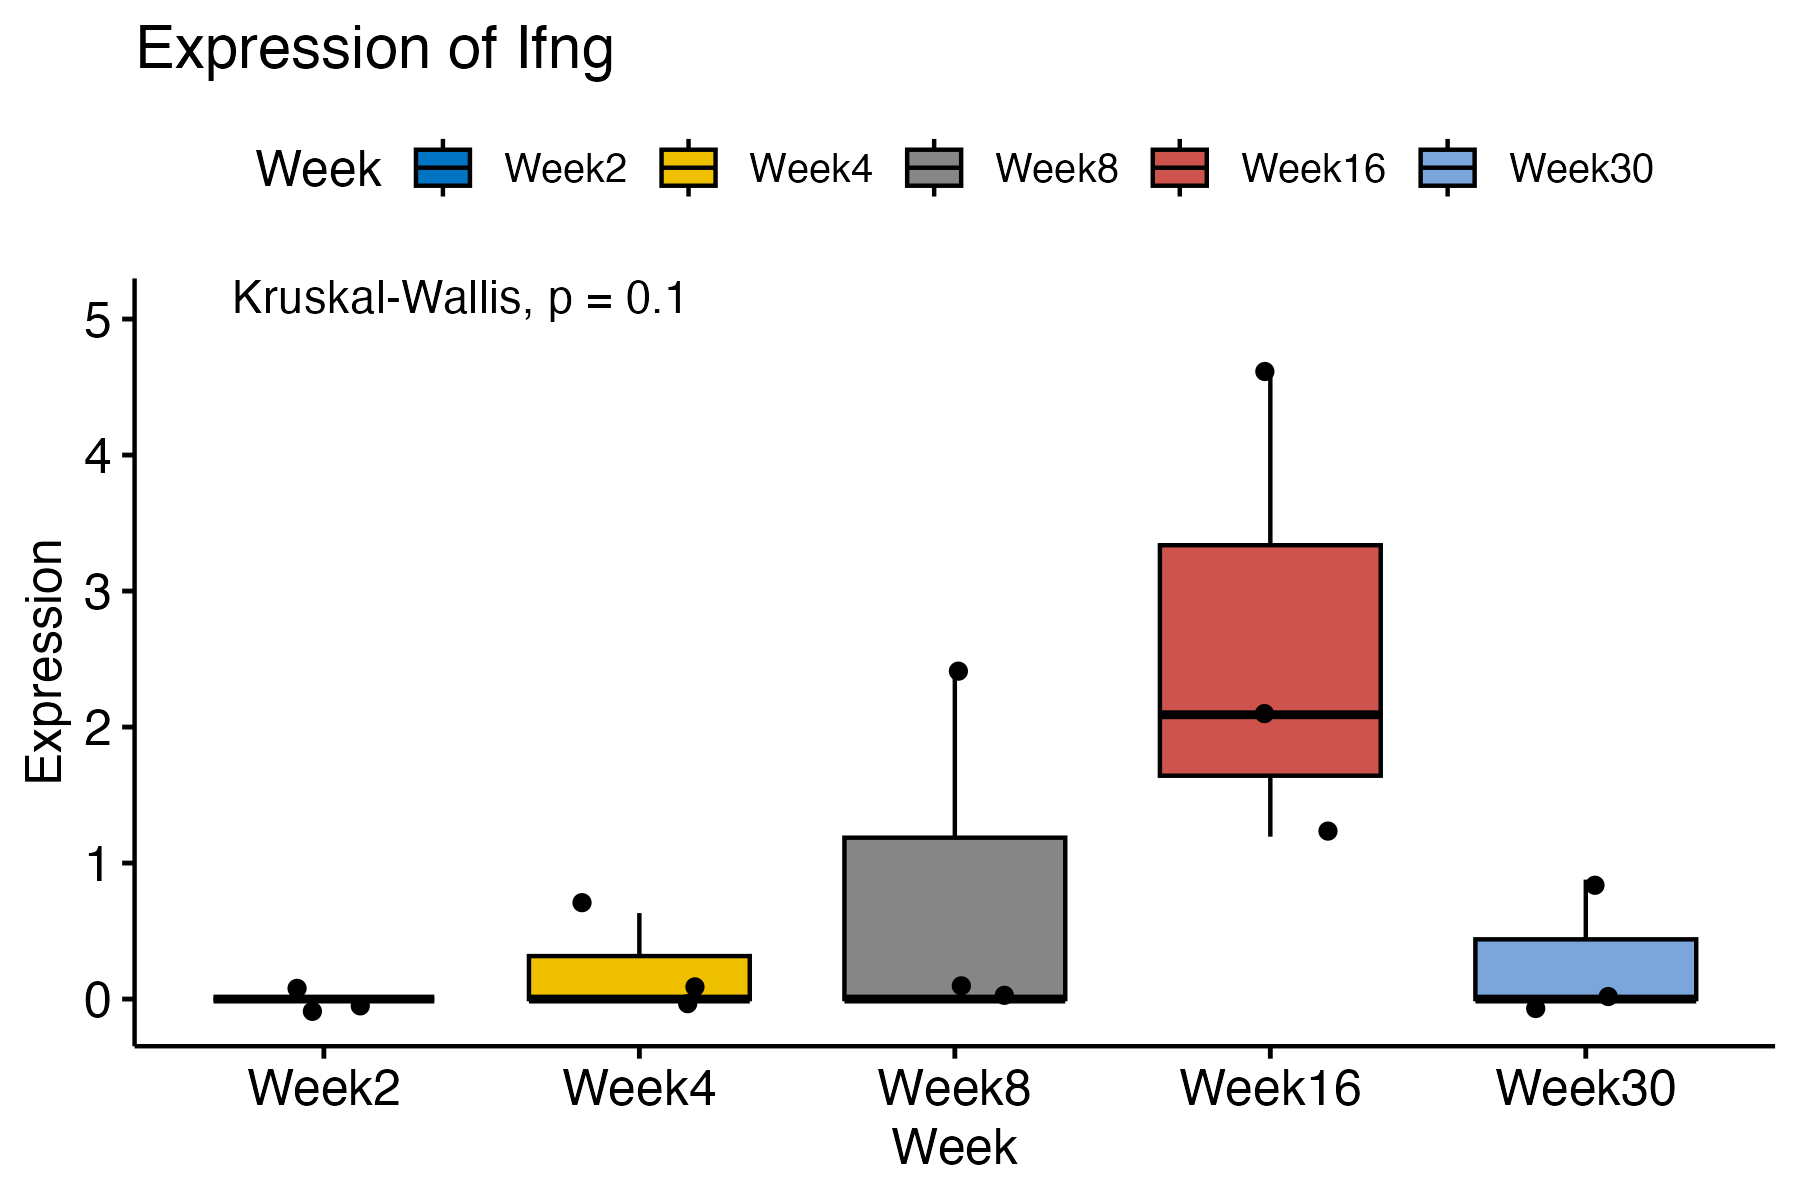 Expression of Ifng
Week Week2 Week4 Week8 Week16 Week30
Kruskal-Wallis, p = 0.1
5
4
3
2
1
0
Expression
Week2 Week4 Week8 Week16 Week30
Week